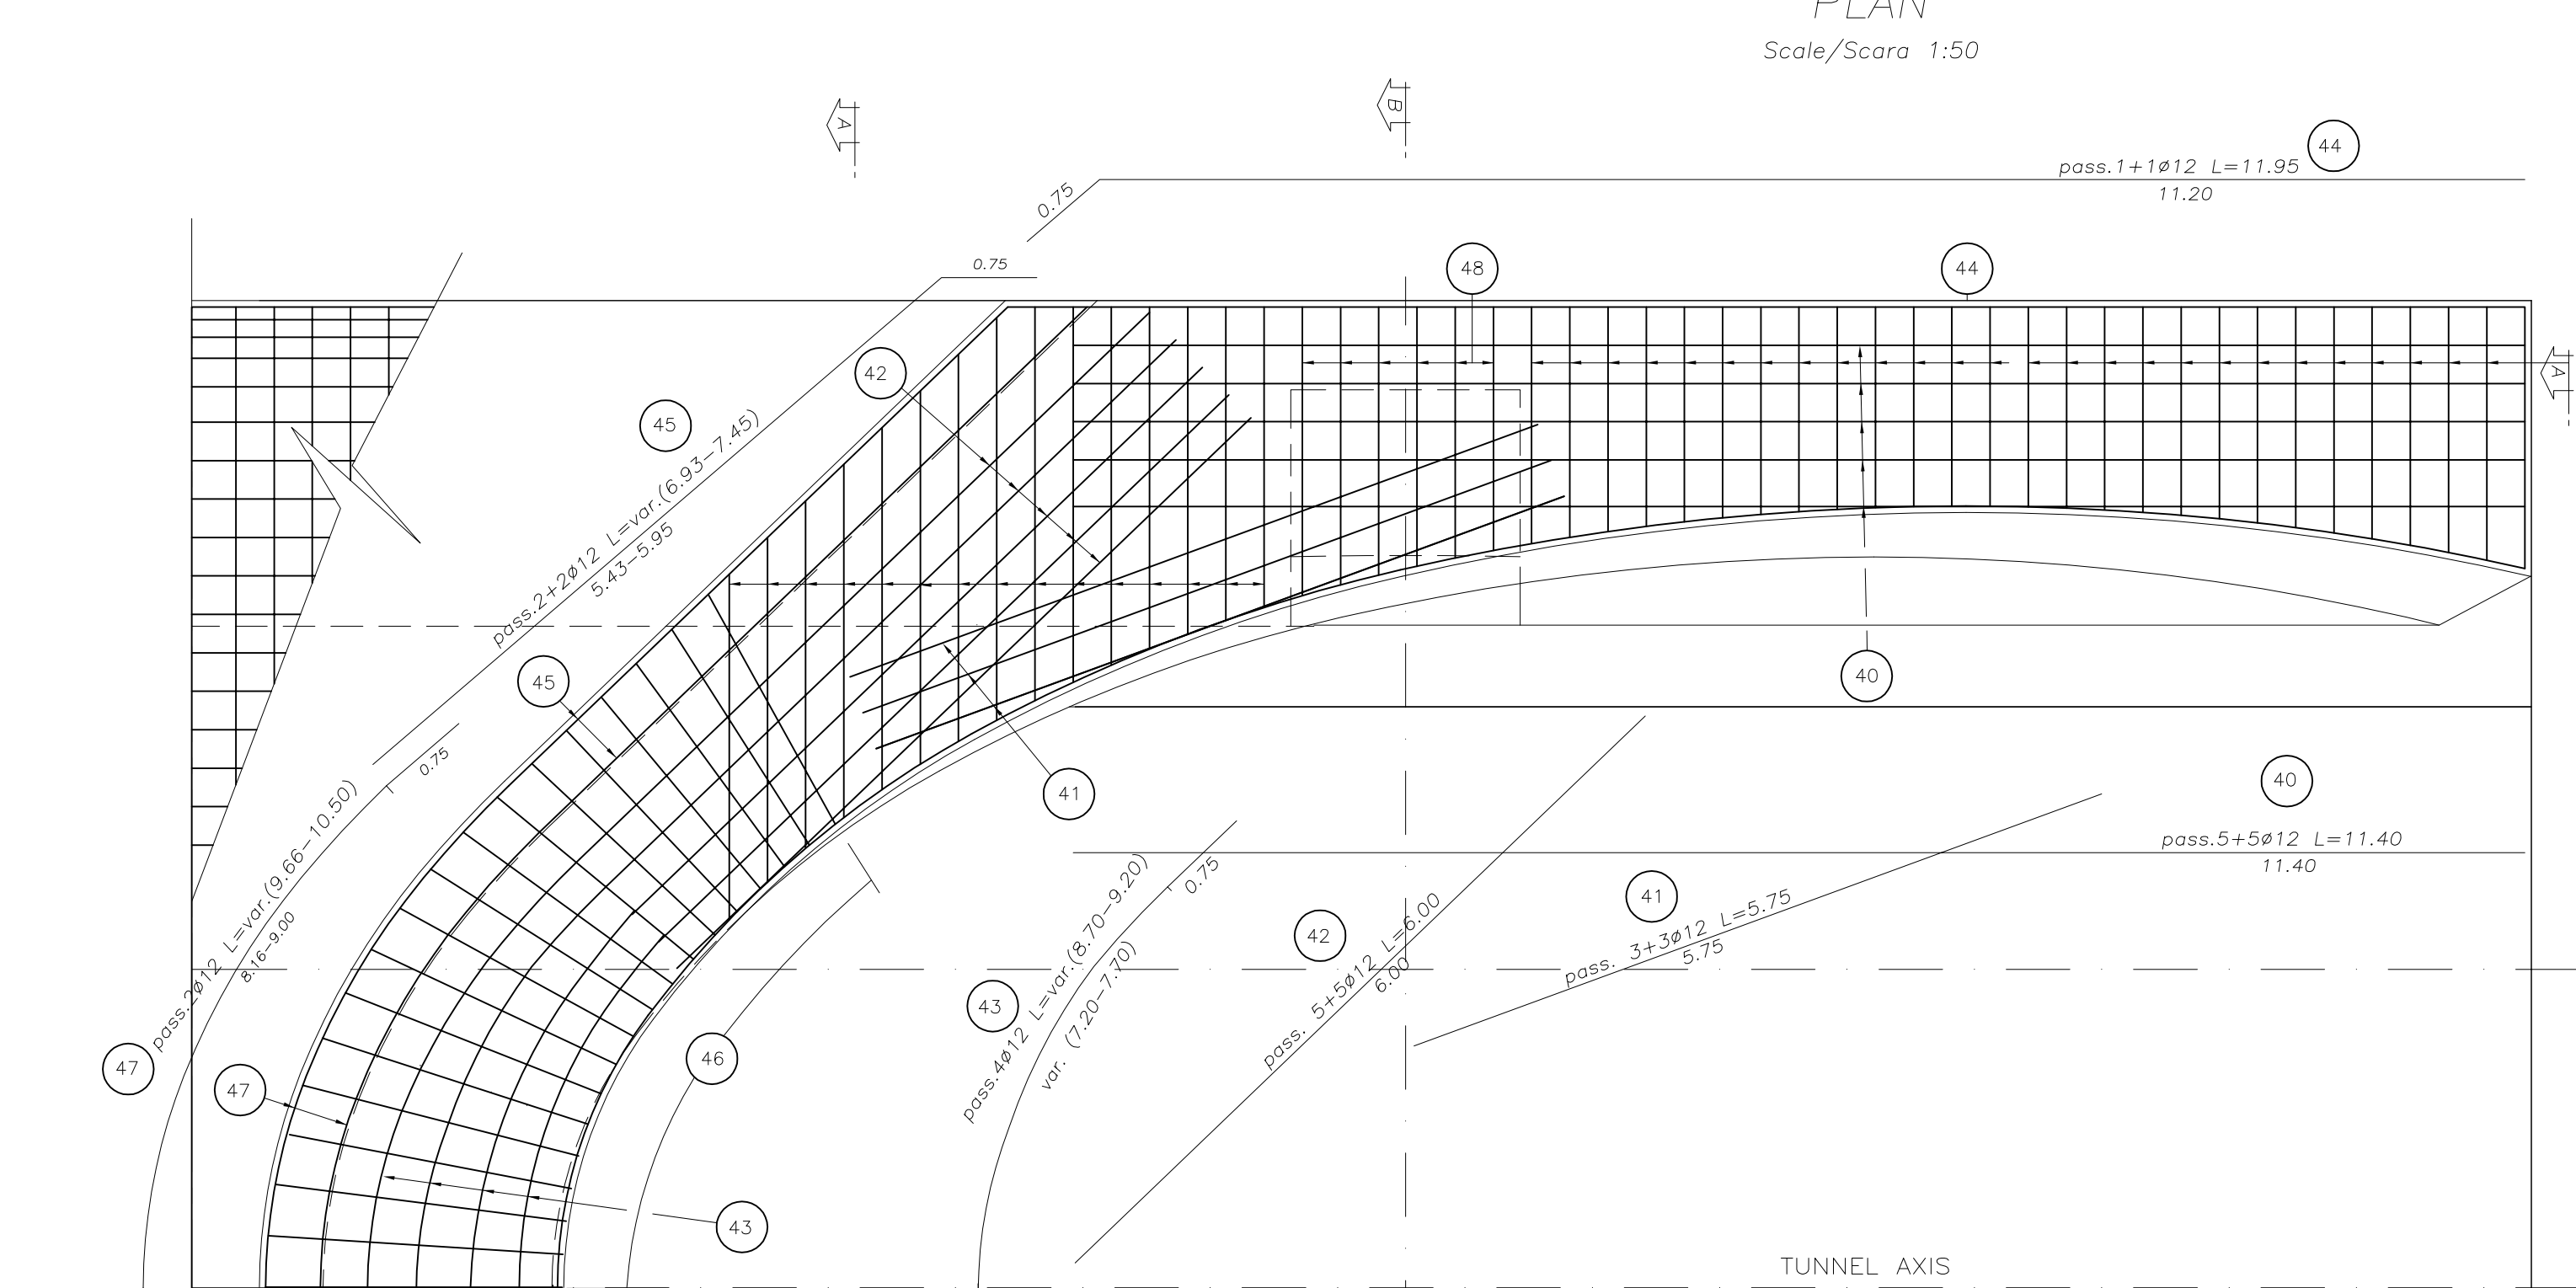 PLAN
Scale/Scara 1:50
A
B
44
pass.1+1ø12 L=11.95
11.20
0.75
0.75
48
44
42
A
45
pass.2+2ø12 L=var.(6.93-7.45)
5.43-5.95
45
40
0.75
41
40
pass.2ø12 L=var.(9.66-10.50)
8.16-9.00
pass.5+5ø12 L=11.40
11.40
0.75
41
pass. 3+3ø12 L=5.75
5.75
42
pass. 5+5ø12 L=6.00
6.00
43
pass.4ø12 L=var.(8.70-9.20)
var. (7.20-7.70)
46
47
47
43
TUNNEL AXIS